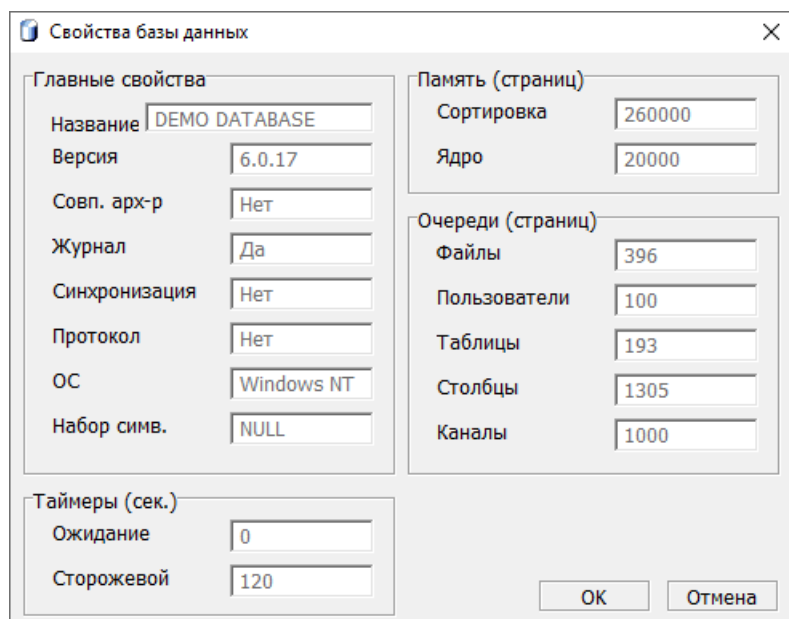 Свойства базы данных
Главные свойства
Название DEMO DATABASE
Версия 6.0.17
Совп. арх-р Нет
Журнал Да
Синхронизация Нет
Протокол Нет
ОС Windows NT
Набор симв. NULL
Таймеры (сек.)
Ожидание 0
Сторожевой 120
Память (страниц)
Сортировка 260000
Ядро 20000
Очереди (страниц)
Файлы 396
Пользователи 100
Таблицы 193
Столбцы 1305
Каналы 1000
OK Отмена